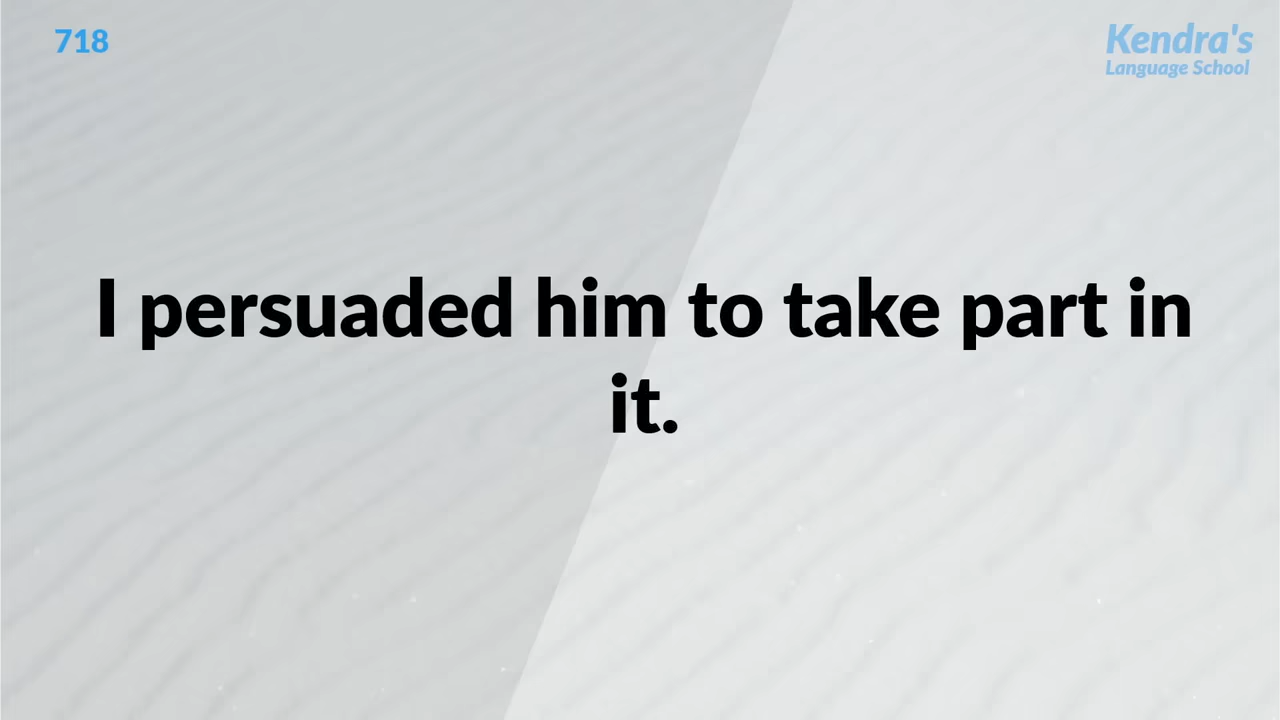 718
Kendra's
Language School
I persuaded him to take part in
it.